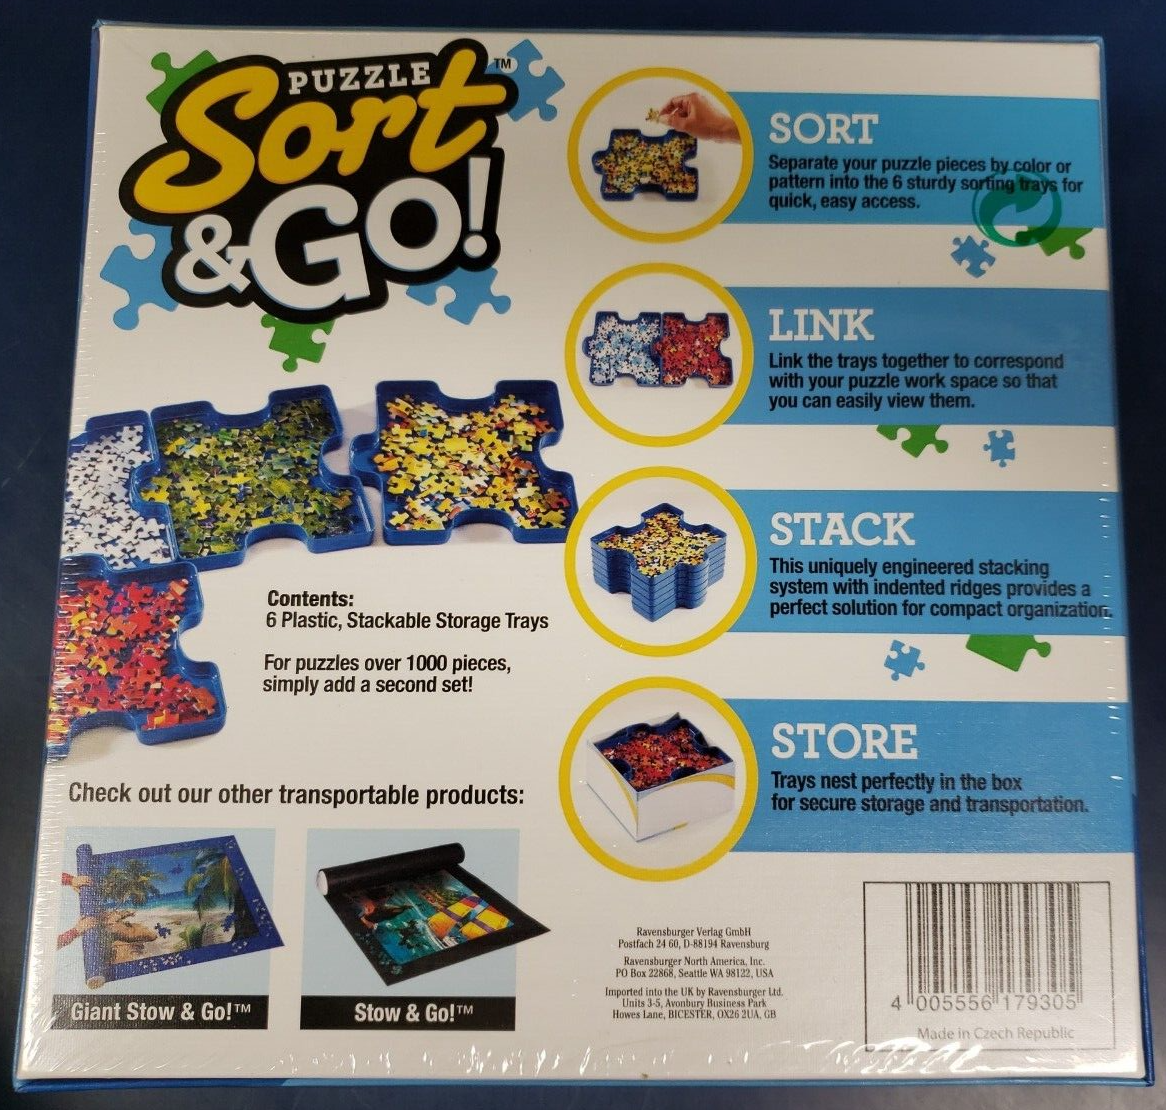 PUZZLE
Sort
& GO!
™
SORT
Separate your puzzle pieces by color or
pattern into the 6 sturdy sorting trays for
quick, easy access.
LINK
Link the trays together to correspond
with your puzzle work space so that
you can easily view them.
STACK
This uniquely engineered stacking
system with indented ridges provides a
perfect solution for compact organization.
STORE
Trays nest perfectly in the box
for secure storage and transportation.
Contents:
6 Plastic, Stackable Storage Trays
For puzzles over 1000 pieces,
simply add a second set!
Check out our other transportable products:
Giant Stow & Go!™
Stow & Go!™
Ravensburger Verlag GmbH
Postfach 24 60, D-88194 Ravensburg
Ravensburger North America, Inc.
PO Box 22868, Seattle WA 98122, USA
Imported into the UK by Ravensburger Ltd.
Units 3-5, Avonbury Business Park
Howes Lane, BICESTER, OX26 2UA, GB
4 005556 179305
Made in Czech Republic